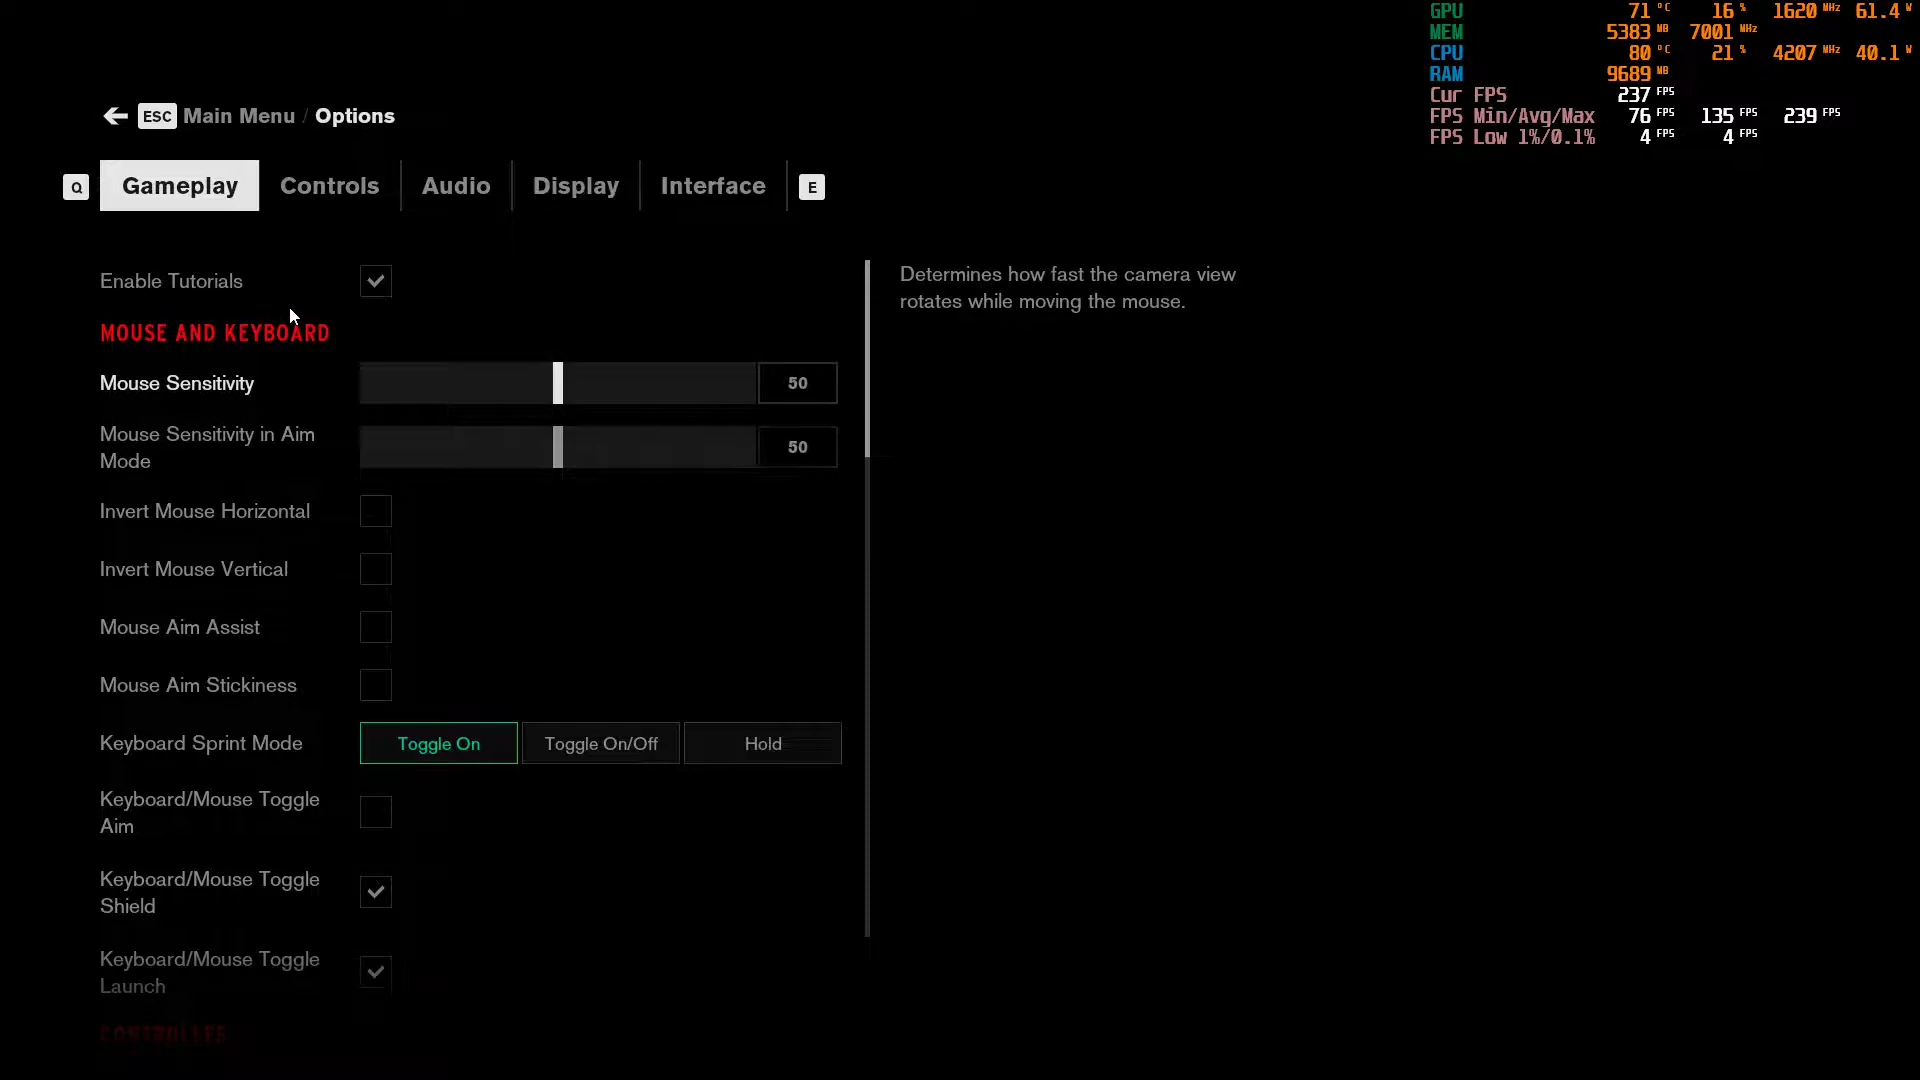 GPU 71 °C 16 % 1620 MHz 61.4 W
MEM 5383 MB 7001 MHz
CPU 80 °C 21 % 4207 MHz 40.1 W
RAM 9689 MB
Cur FPS 237 FPS
FPS Min/Avg/Max 76 FPS 135 FPS 239 FPS
FPS Low 1%/0.1% 4 FPS 4 FPS
ESC Main Menu / Options
Q Gameplay Controls Audio Display Interface E
Enable Tutorials
MOUSE AND KEYBOARD
Mouse Sensitivity 50
Mouse Sensitivity in Aim
Mode
50
Invert Mouse Horizontal
Invert Mouse Vertical
Mouse Aim Assist
Mouse Aim Stickiness
Keyboard Sprint Mode Toggle On Toggle On/Off Hold
Keyboard/Mouse Toggle
Aim
Keyboard/Mouse Toggle
Shield
Keyboard/Mouse Toggle
Launch
CONTROLLER
Determines how fast the camera view
rotates while moving the mouse.